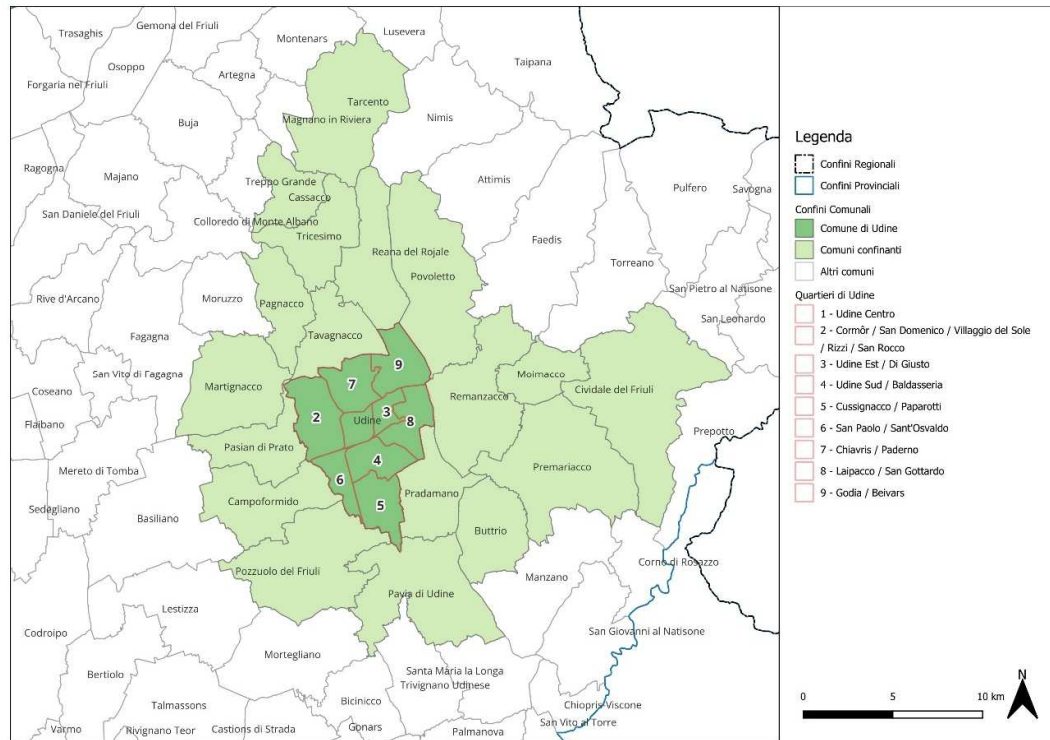 Trasaghis
Gemona del Friuli
Montenars
Lusevera
Osoppo
Taipana
Artegna
Forgaria nel Friuli
Tarcento
Magnano in Riviera
Nimis
Buja
Ragogna
Majano
Treppo Grande
Attimis
Pulfero
Savogna
Cassacco
San Daniele del Friuli
Colloredo di Monte Albano
Tricesimo
Faedis
Reana del Rojale
Torreano
Povoletto
San Pietro al Natisone
Rive d'Arcano
Moruzzo
Pagnacco
San Leonardo
Fagagna
Tavagnacco
9
Moimacco
San Vito di Fagagna
7
Coseano
Martignacco
Cividale del Friuli
Remanzacco
2
3
Udine
8
Flaibano
Prepotto
Pasian di Prato
4
Mereto di Tomba
Premariacco
6
Campoformido
Pradamano
5
Sedegliano
Basiliano
Buttrio
Corno di Rosazzo
Pozzuolo del Friuli
Manzano
Pavia di Udine
Lestizza
Codroipo
San Giovanni al Natisone
Mortegliano
Bertiolo
Santa Maria la Longa
Trivignano Udinese
Talmassons
Bicinicco
Chiopris-Viscone
San Vito al Torre
Varmo
Rivignano Teor
Castions di Strada
Gonars
Palmanova
Legenda
Confini Regionali
Confini Provinciali
Confini Comunali
Comune di Udine
Comuni confinanti
Altri comuni
Quartieri di Udine
1 - Udine Centro
2 - Cormôr / San Domenico / Villaggio del Sole
/ Rizzi / San Rocco
3 - Udine Est / Di Giusto
4 - Udine Sud / Baldasseria
5 - Cussignacco / Paparotti
6 - San Paolo / Sant'Osvaldo
7 - Chiavris / Paderno
8 - Laipacco / San Gottardo
9 - Godia / Beivars
N
0 5 10 km